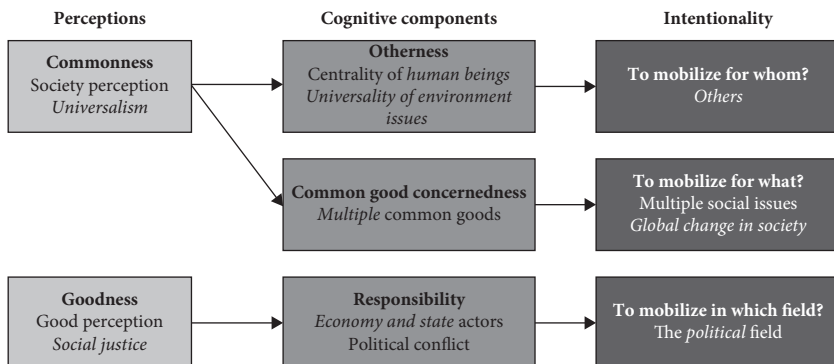 Perceptions
Cognitive components
Intentionality
Commonness
Society perception
Universalism
Otherness
Centrality of human beings
Universality of environment
issues
To mobilize for whom?
Others
Common good concernedness
Multiple common goods
To mobilize for what?
Multiple social issues
Global change in society
Goodness
Good perception
Social justice
Responsibility
Economy and state actors
Political conflict
To mobilize in which field?
The political field